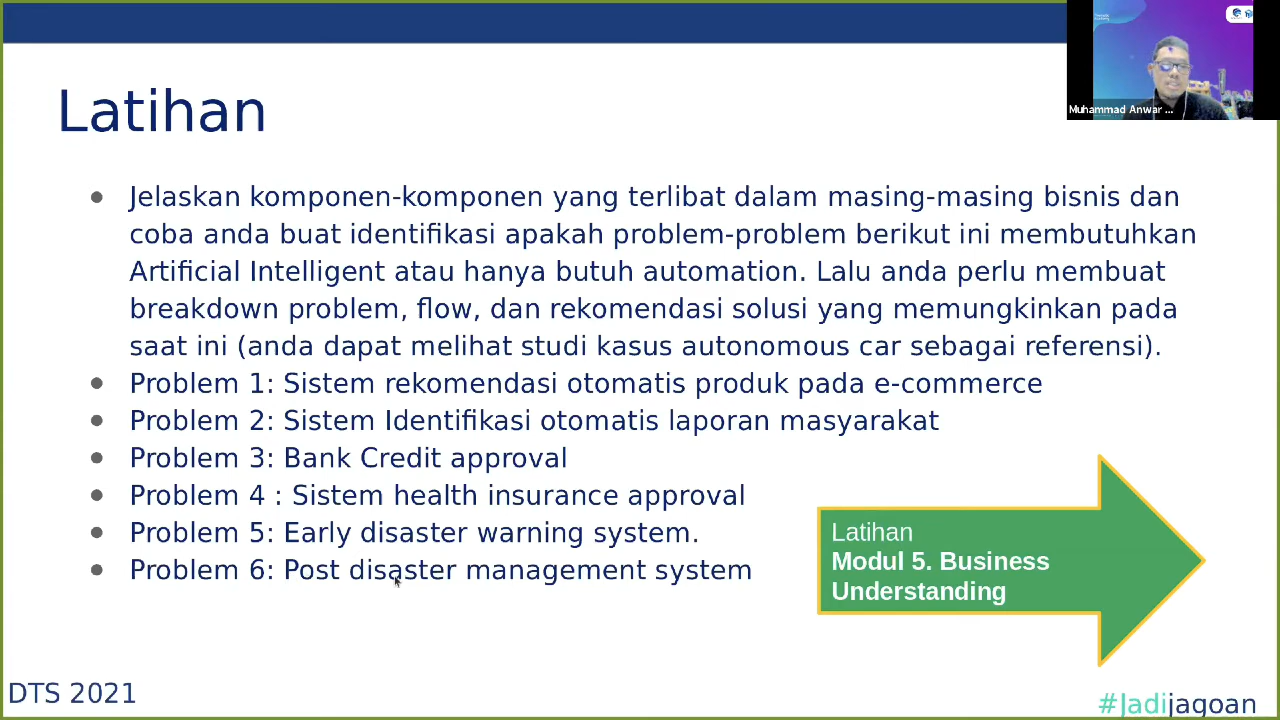 Latihan
Muhammad Anwar ...
Jelaskan komponen-komponen yang terlibat dalam masing-masing bisnis dan
coba anda buat identifikasi apakah problem-problem berikut ini membutuhkan
Artificial Intelligent atau hanya butuh automation. Lalu anda perlu membuat
breakdown problem, flow, dan rekomendasi solusi yang memungkinkan pada
saat ini (anda dapat melihat studi kasus autonomous car sebagai referensi).
Problem 1: Sistem rekomendasi otomatis produk pada e-commerce
Problem 2: Sistem Identifikasi otomatis laporan masyarakat
Problem 3: Bank Credit approval
Problem 4 : Sistem health insurance approval
Problem 5: Early disaster warning system.
Problem 6: Post disaster management system
Latihan
Modul 5. Business
Understanding
DTS 2021
#Jadijagoan